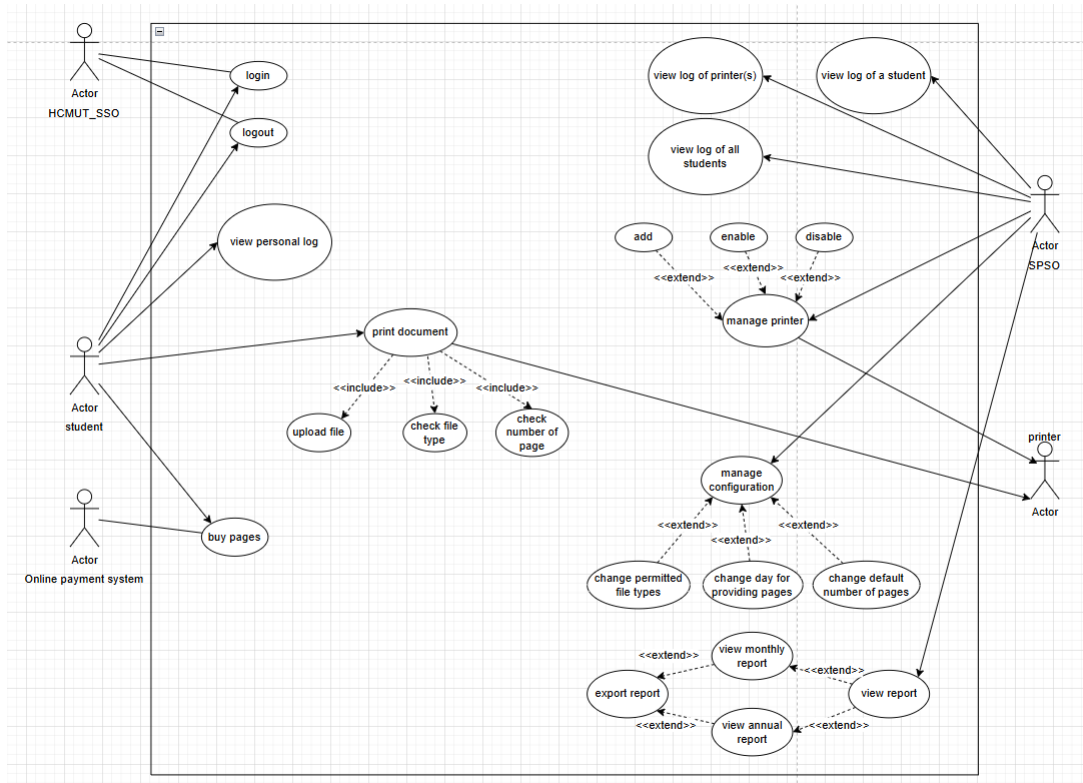 Actor
HCMUT_SSO
login
logout
view log of printer(s)
view log of a student
view log of all
students
Actor
SPSO
view personal log
add
enable
disable
<<extend>>
<<extend>>
<<extend>>
manage printer
print document
<<include>>
<<include>>
<<include>>
upload file
check file
type
check
number of
page
Actor
student
printer
Actor
manage
configuration
<<extend>>
<<extend>>
<<extend>>
change permitted
file types
change day for
providing pages
change default
number of pages
Actor
Online payment system
buy pages
view monthly
report
<<extend>>
<<extend>>
export report
view report
<<extend>>
<<extend>>
view annual
report